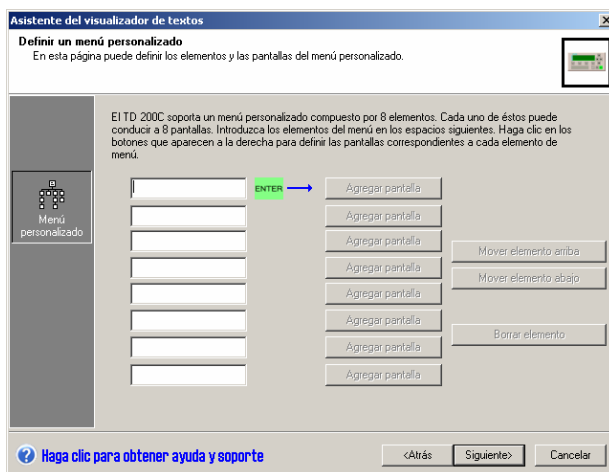 Asistente del visualizador de textos
Definir un menú personalizado
En esta página puede definir los elementos y las pantallas del menú personalizado.
El TD 200C soporta un menú personalizado compuesto por 8 elementos. Cada uno de éstos puede
conducir a 8 pantallas. Introduzca los elementos del menú en los espacios siguientes. Haga clic en los
botones que aparecen a la derecha para definir las pantallas correspondientes a cada elemento de
menú.
Menú
personalizado
ENTER
Agregar pantalla
Agregar pantalla
Agregar pantalla
Agregar pantalla
Agregar pantalla
Agregar pantalla
Agregar pantalla
Agregar pantalla
Mover elemento arriba
Mover elemento abajo
Borrar elemento
Haga clic para obtener ayuda y soporte
<Atrás
Siguiente>
Cancelar